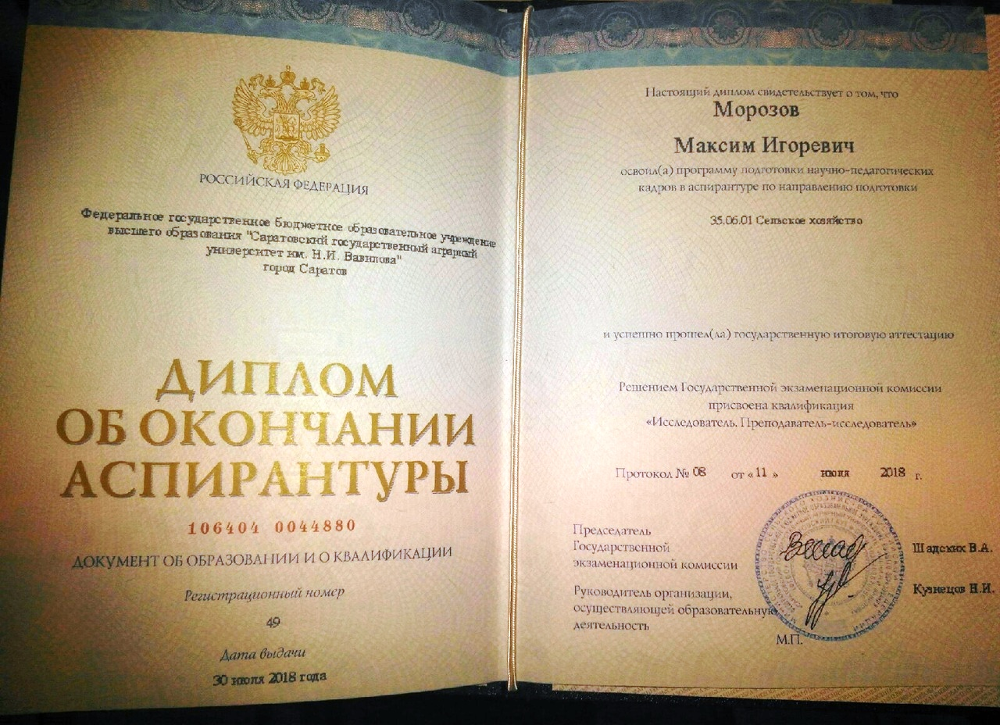 РОССИЙСКАЯ ФЕДЕРАЦИЯ
Федеральное государственное бюджетное образовательное учреждение
высшего образования "Саратовский государственный аграрный
университет им. Н.И. Вавилова"
город Саратов
ДИПЛОМ
ОБ ОКОНЧАНИИ
АСПИРАНТУРЫ
106404 0044880
ДОКУМЕНТ ОБ ОБРАЗОВАНИИ И О КВАЛИФИКАЦИИ
Регистрационный номер
49
Дата выдачи
30 июля 2018 года
Настоящий диплом свидетельствует о том, что
Морозов
Максим Игоревич
освоил(а) программу подготовки научно-педагогических
кадров в аспирантуре по направлению подготовки
35.06.01 Сельское хозяйство
и успешно прошел(ла) государственную итоговую аттестацию
Решением Государственной экзаменационной комиссии
присвоена квалификация
«Исследователь. Преподаватель-исследователь»
Протокол № 08 от «11 » июля 2018 г.
Председатель
Государственной
экзаменационной комиссии
Шадских В.А.
Руководитель организации,
осуществляющей образовательную
деятельность
Кузнецов Н.И.
М.П.